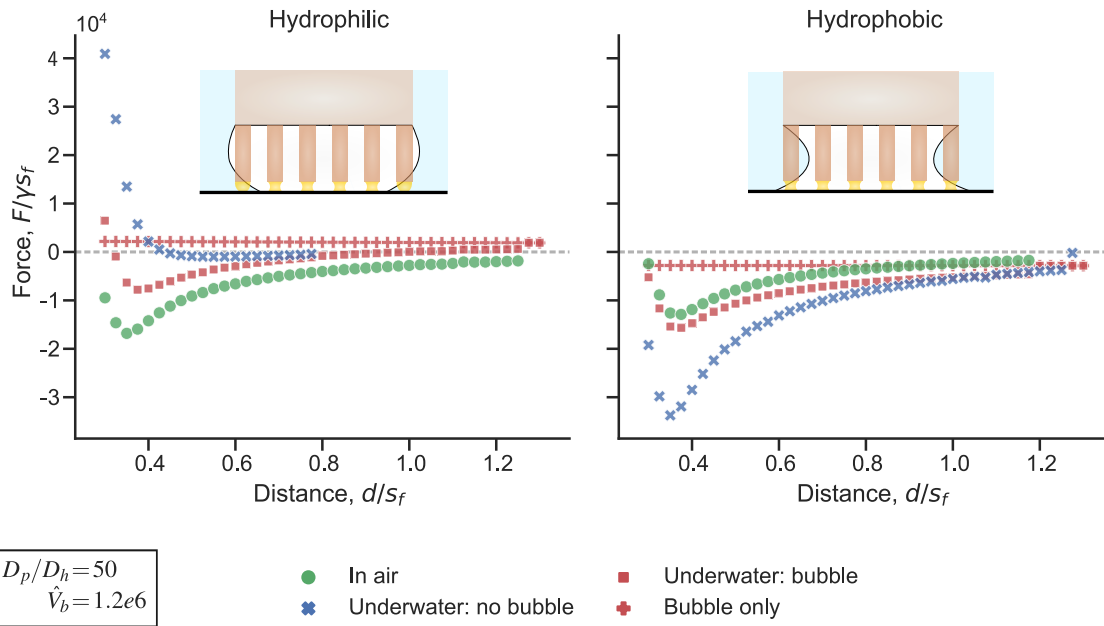 Hydrophilic
Hydrophobic
10⁴
4
3
2
1
0
-1
-2
-3
Force, F/γs_f
0.4 0.6 0.8 1.0 1.2
0.4 0.6 0.8 1.0 1.2
Distance, d/s_f
Distance, d/s_f
D_p/D_h=50
V̂_b=1.2e6
In air
Underwater: no bubble
Underwater: bubble
Bubble only